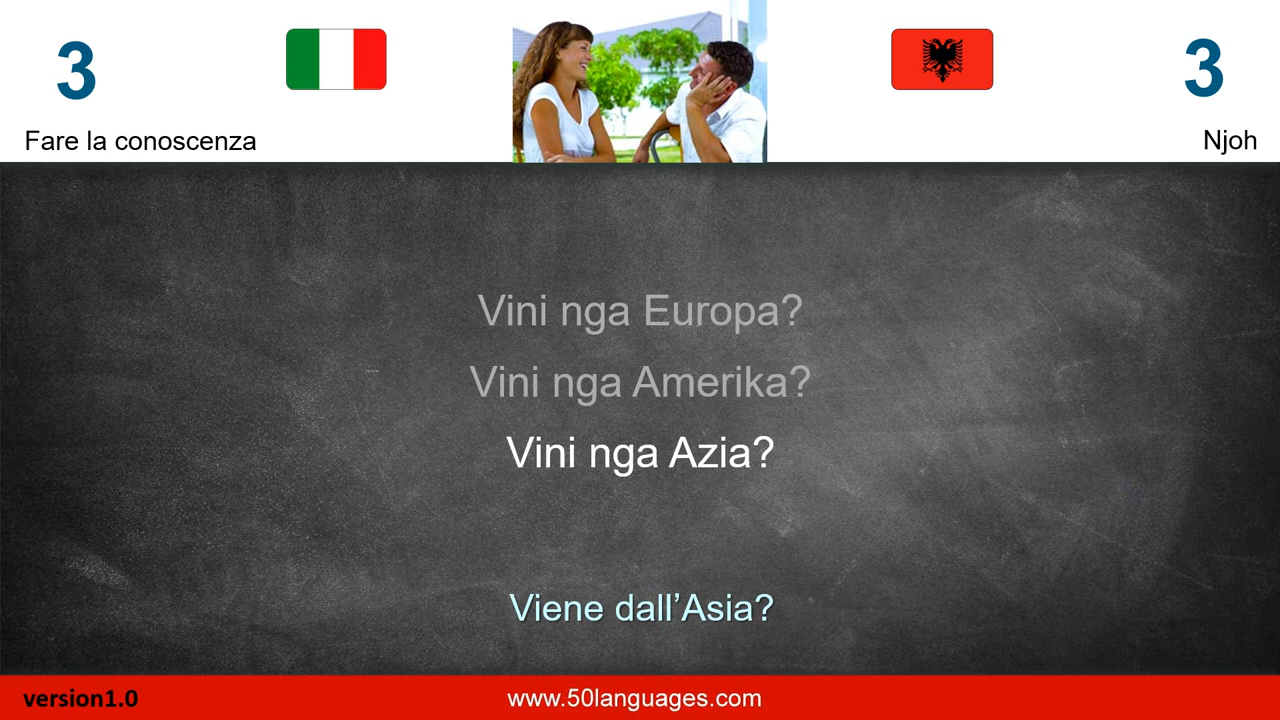 3
3
Fare la conoscenza
Njoh
Vini nga Europa?
Vini nga Amerika?
Vini nga Azia?
Viene dall’Asia?
version1.0
www.50languages.com